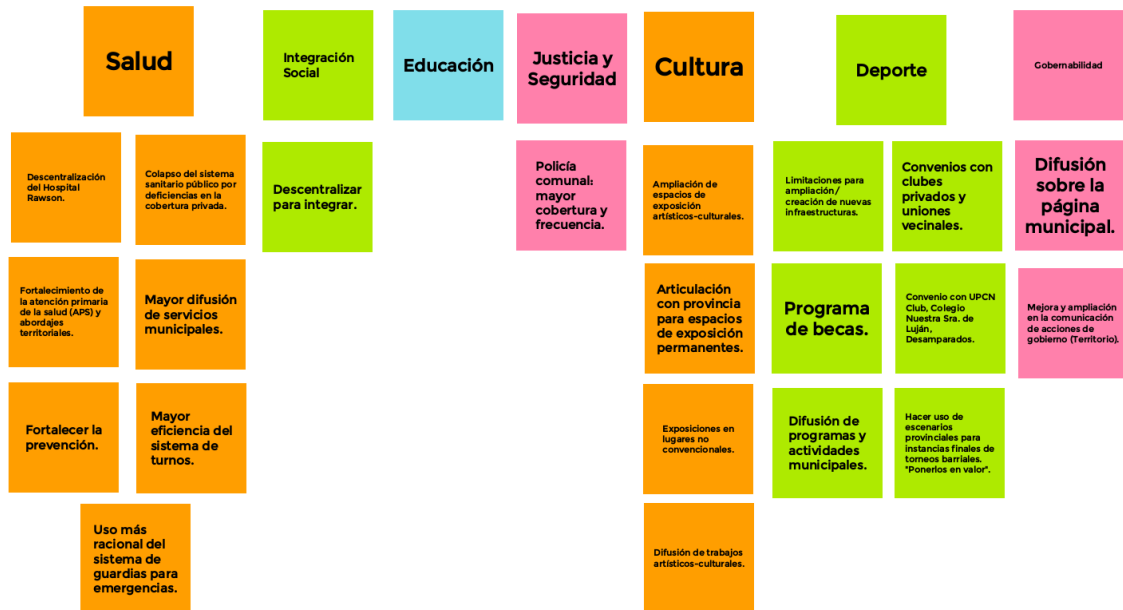 Salud
Integración
Social
Educación
Justicia y
Seguridad
Cultura
Deporte
Gobernabilidad
Descentralización
del Hospital
Rawson.
Colapso del sistema
sanitario público por
deficiencias en la
cobertura privada.
Descentralizar
para integrar.
Policía
comunal:
mayor
cobertura y
frecuencia.
Ampliación de
espacios de
exposición
artísticos-culturales.
Limitaciones para
ampliación/
creación de nuevas
infraestructuras.
Convenios con
clubes
privados y
uniones
vecinales.
Difusión
sobre la
página
municipal.
Fortalecimiento de
la atención primaria
de la salud (APS) y
abordajes
territoriales.
Mayor difusión
de servicios
municipales.
Articulación
con provincia
para espacios
de exposición
permanentes.
Programa
de becas.
Convenio con UPCN
Club, Colegio
Nuestra Sra. de
Luján,
Desamparados.
Mejora y ampliación
en la comunicación
de acciones de
gobierno (Territorio).
Fortalecer la
prevención.
Mayor
eficiencia del
sistema de
turnos.
Exposiciones en
lugares no
convencionales.
Difusión de
programas y
actividades
municipales.
Hacer uso de
escenarios
provinciales para
instancias finales de
torneos barriales.
"Ponerlos en valor".
Uso más
racional del
sistema de
guardias para
emergencias.
Difusión de trabajos
artísticos-culturales.